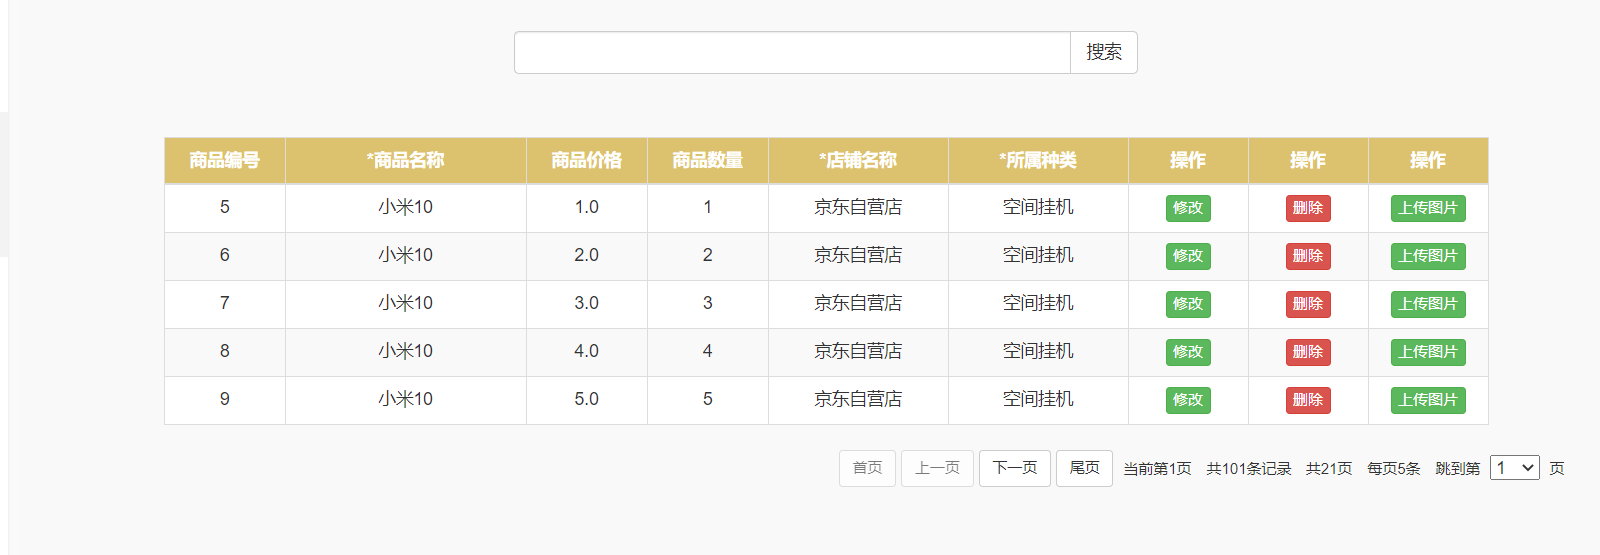 搜索
商品编号 *商品名称 商品价格 商品数量 *店铺名称 *所属种类 操作 操作 操作
5 小米10 1.0 1 京东自营店 空间挂机 修改 删除 上传图片
6 小米10 2.0 2 京东自营店 空间挂机 修改 删除 上传图片
7 小米10 3.0 3 京东自营店 空间挂机 修改 删除 上传图片
8 小米10 4.0 4 京东自营店 空间挂机 修改 删除 上传图片
9 小米10 5.0 5 京东自营店 空间挂机 修改 删除 上传图片
首页 上一页 下一页 尾页 当前第1页 共101条记录 共21页 每页5条 跳到第 1 页